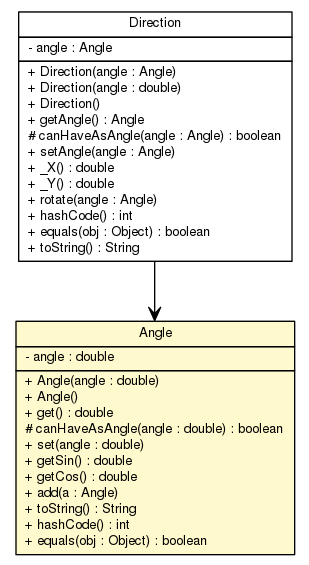 Direction
- angle : Angle
+ Direction(angle : Angle)
+ Direction(angle : double)
+ Direction()
+ getAngle() : Angle
# canHaveAsAngle(angle : Angle) : boolean
+ setAngle(angle : Angle)
+ _X() : double
+ _Y() : double
+ rotate(angle : Angle)
+ hashCode() : int
+ equals(obj : Object) : boolean
+ toString() : String
Angle
- angle : double
+ Angle(angle : double)
+ Angle()
+ get() : double
# canHaveAsAngle(angle : double) : boolean
+ set(angle : double)
+ getSin() : double
+ getCos() : double
+ add(a : Angle)
+ toString() : String
+ hashCode() : int
+ equals(obj : Object) : boolean